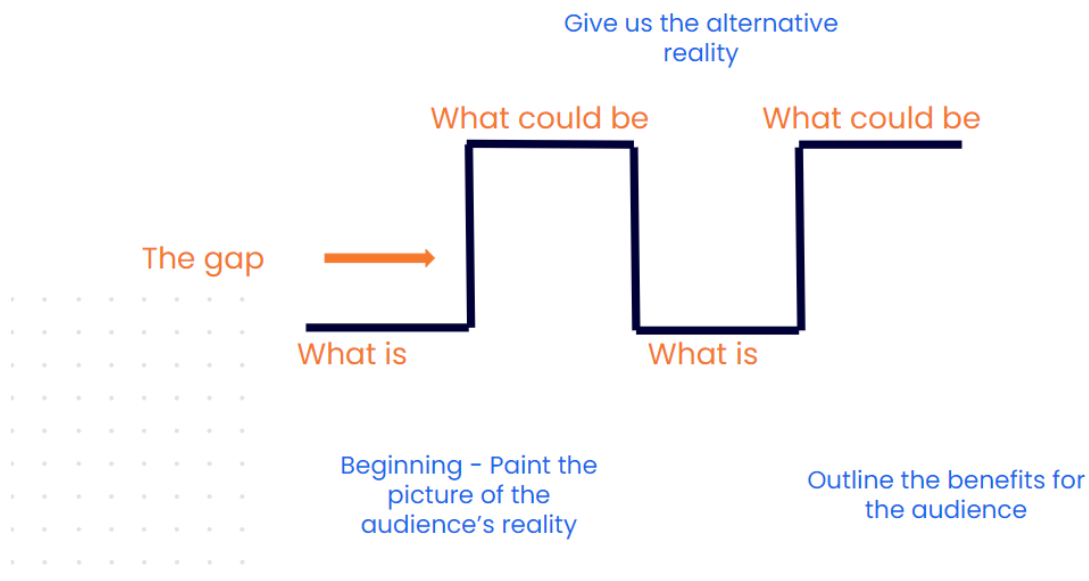 Give us the alternative
reality
What could be
What could be
The gap
What is
What is
Beginning - Paint the
picture of the
audience's reality
Outline the benefits for
the audience